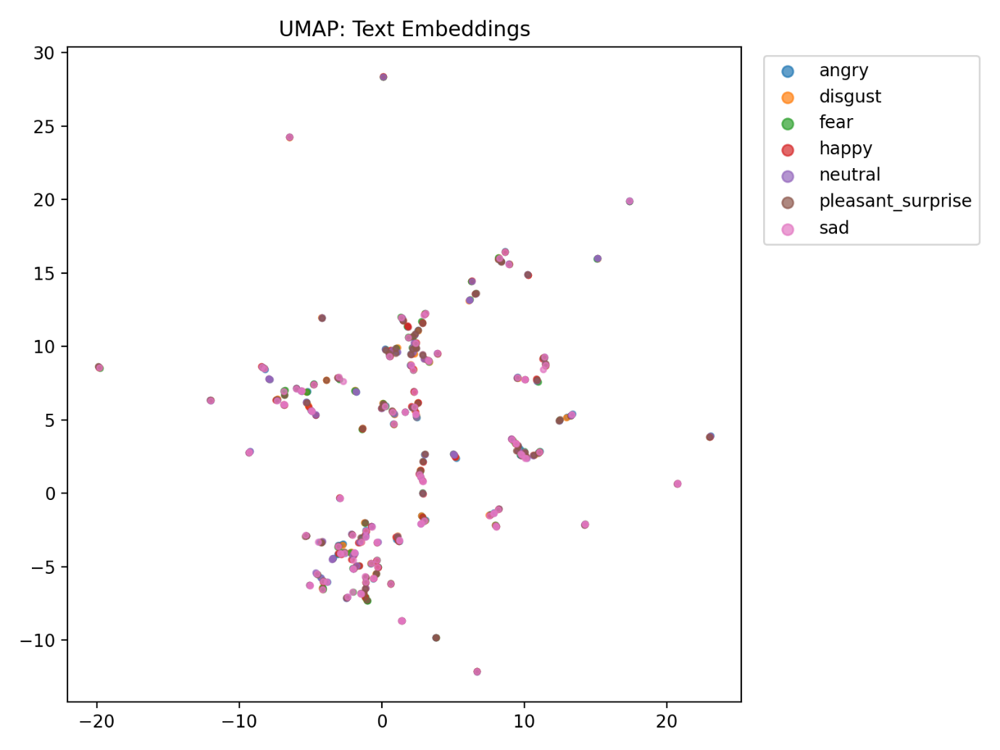 UMAP: Text Embeddings
30
25
20
15
10
5
0
−5
−10
−20
−10
0
10
20
angry
disgust
fear
happy
neutral
pleasant_surprise
sad